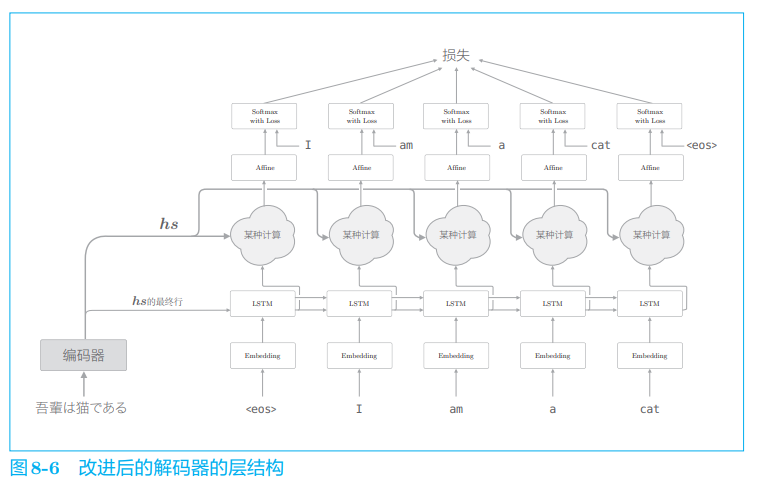 损失
Softmax with Loss Softmax with Loss Softmax with Loss Softmax with Loss Softmax with Loss
I am a cat <eos>
Affine Affine Affine Affine Affine
hs
某种计算 某种计算 某种计算 某种计算 某种计算
hs的最终行
LSTM LSTM LSTM LSTM LSTM
编码器
Embedding Embedding Embedding Embedding Embedding
吾輩は猫である
<eos> I am a cat
图8-6 改进后的解码器的层结构